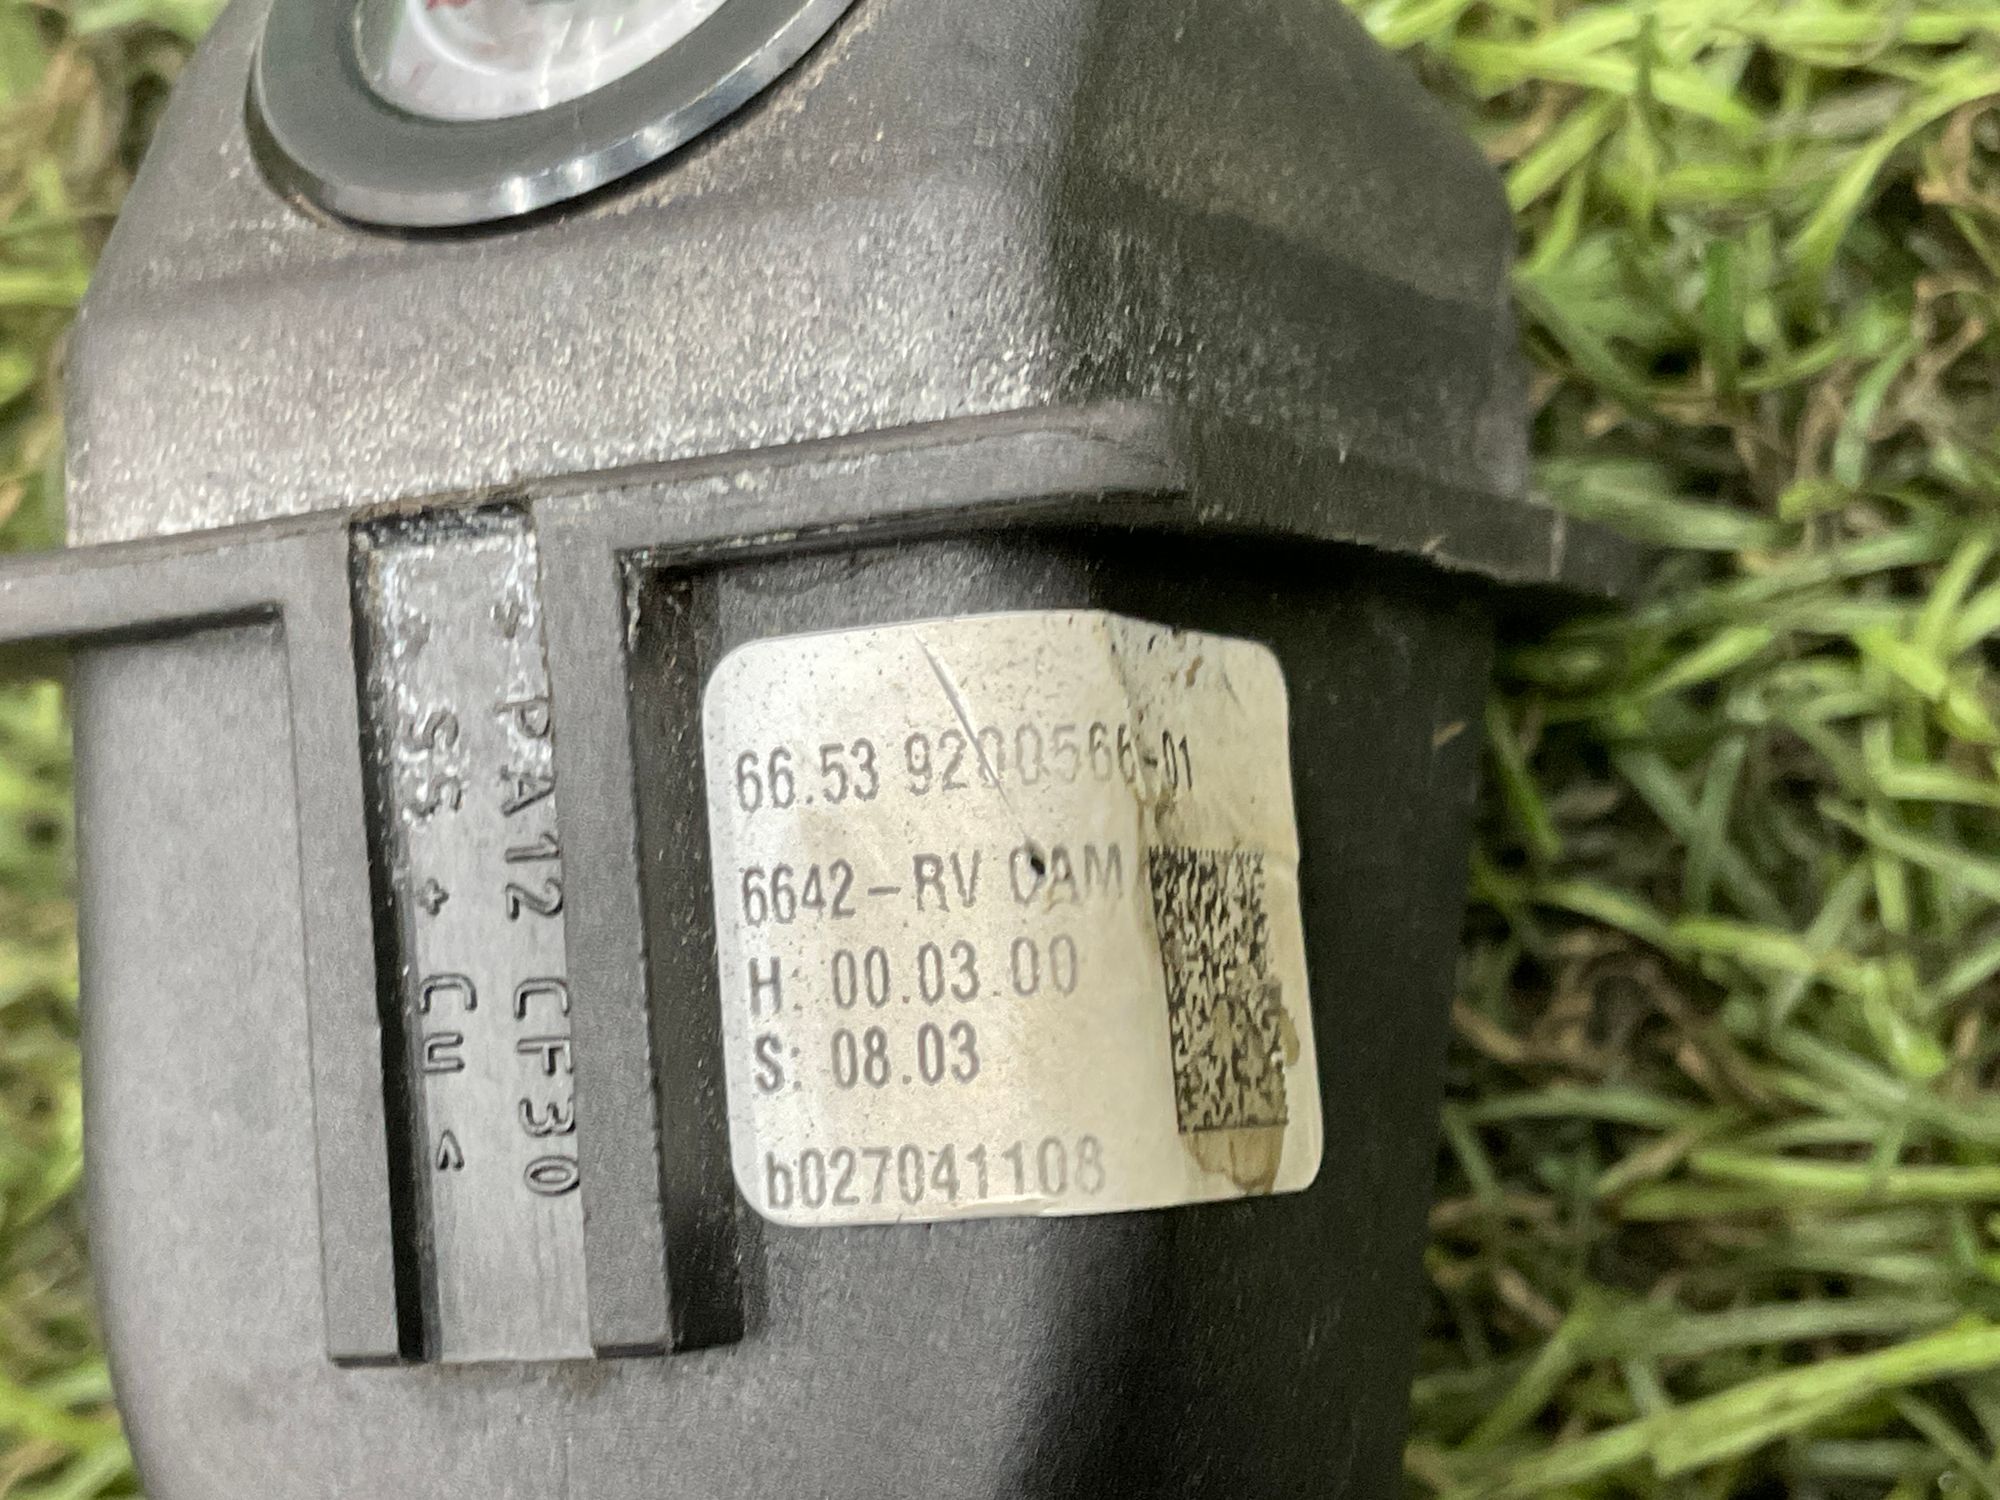 > PA12 CF30
> SS + Cu <
66.53 9200566-01
6642-RV CAM
H: 00.03.00
S: 08.03
b027041108